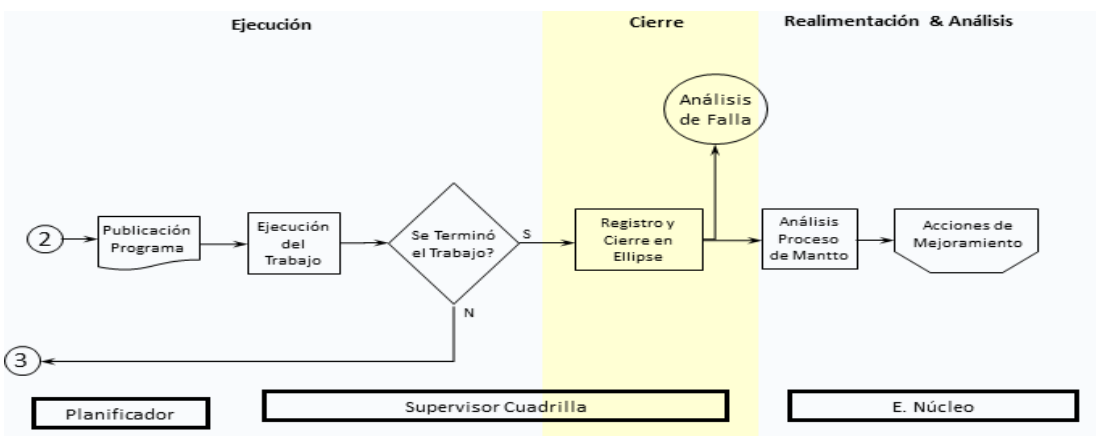 Ejecución
Cierre
Realimentación & Análisis
Análisis
de Falla
2
Publicación
Programa
Ejecución
del
Trabajo
Se Terminó
el Trabajo?
S
N
Registro y
Cierre en
Ellipse
Análisis
Proceso
de Mantto
Acciones de
Mejoramiento
3
Planificador
Supervisor Cuadrilla
E. Núcleo